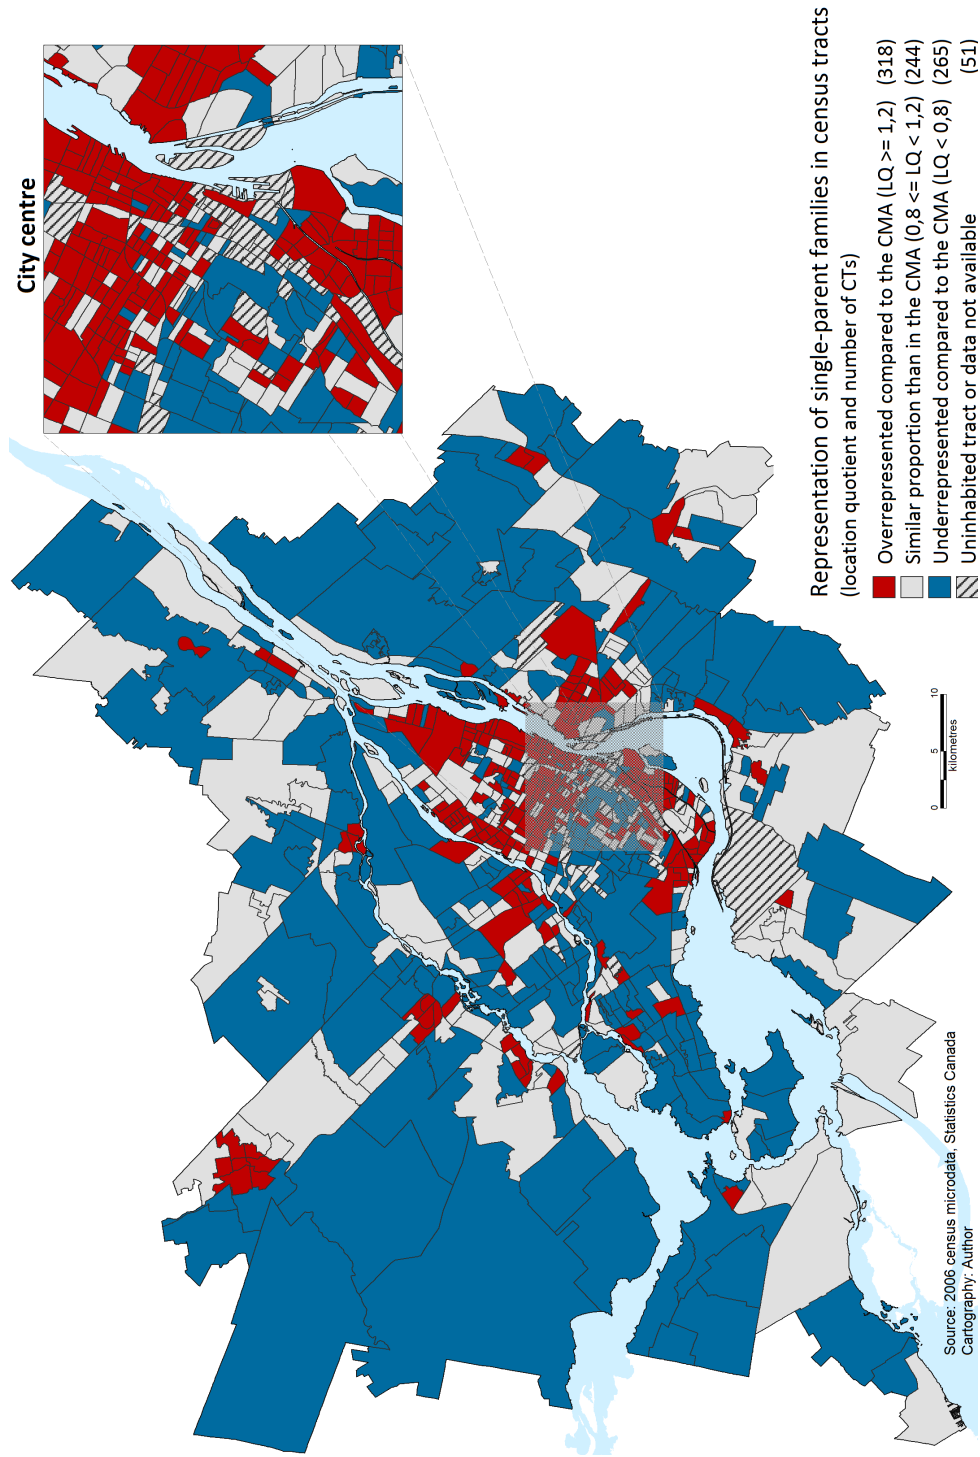 City centre
Representation of single-parent families in census tracts
(location quotient and number of CTs)
Overrepresented compared to the CMA (LQ >= 1,2) (318)
Similar proportion than in the CMA (0,8 <= LQ < 1,2) (244)
Underrepresented compared to the CMA (LQ < 0,8) (265)
Uninhabited tract or data not available (51)
0 5 10
kilometres
Source: 2006 census microdata, Statistics Canada
Cartography: Author